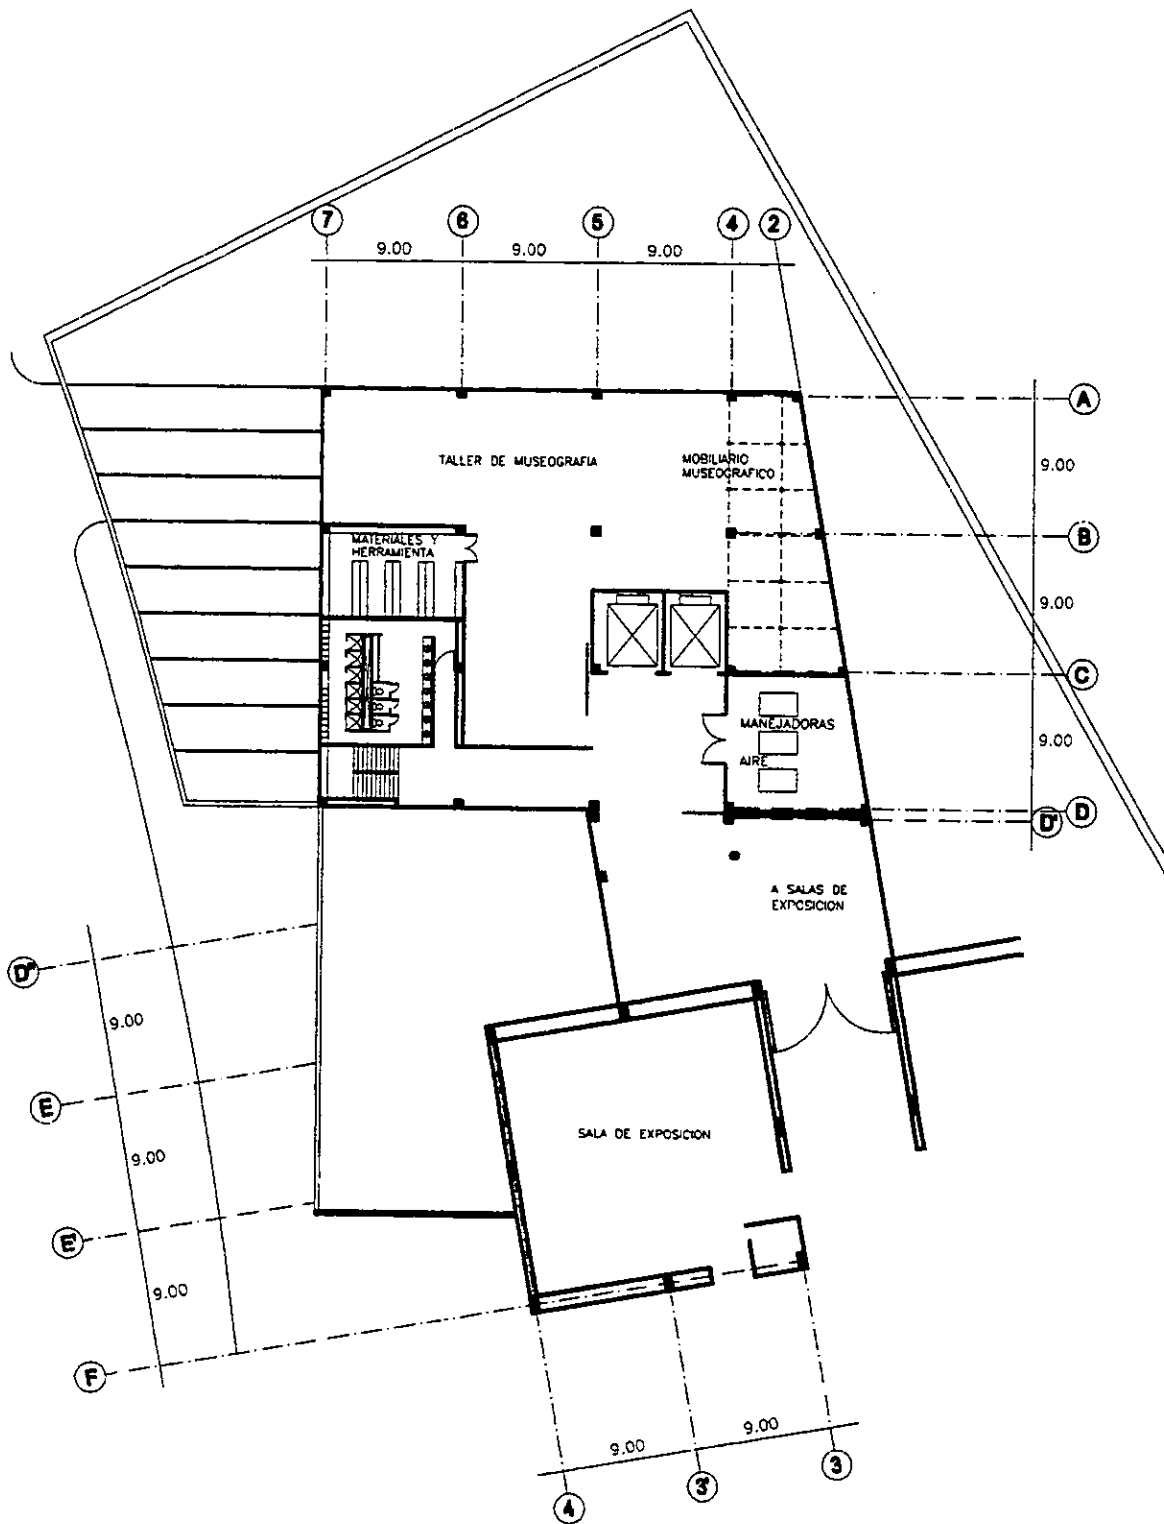 7 6 5 4 2
9.00 9.00 9.00
A
TALLER DE MUSEOGRAFIA
MOBILIARIO
MUSEOGRAFICO
9.00
B
MATERIALES Y
HERRAMIENTA
9.00
C
MANEJADORAS
AIRE
9.00
D
D'
A SALAS DE
EXPOSICION
D"
9.00
E
SALA DE EXPOSICION
9.00
E'
9.00
F
9.00 9.00
4 3' 3